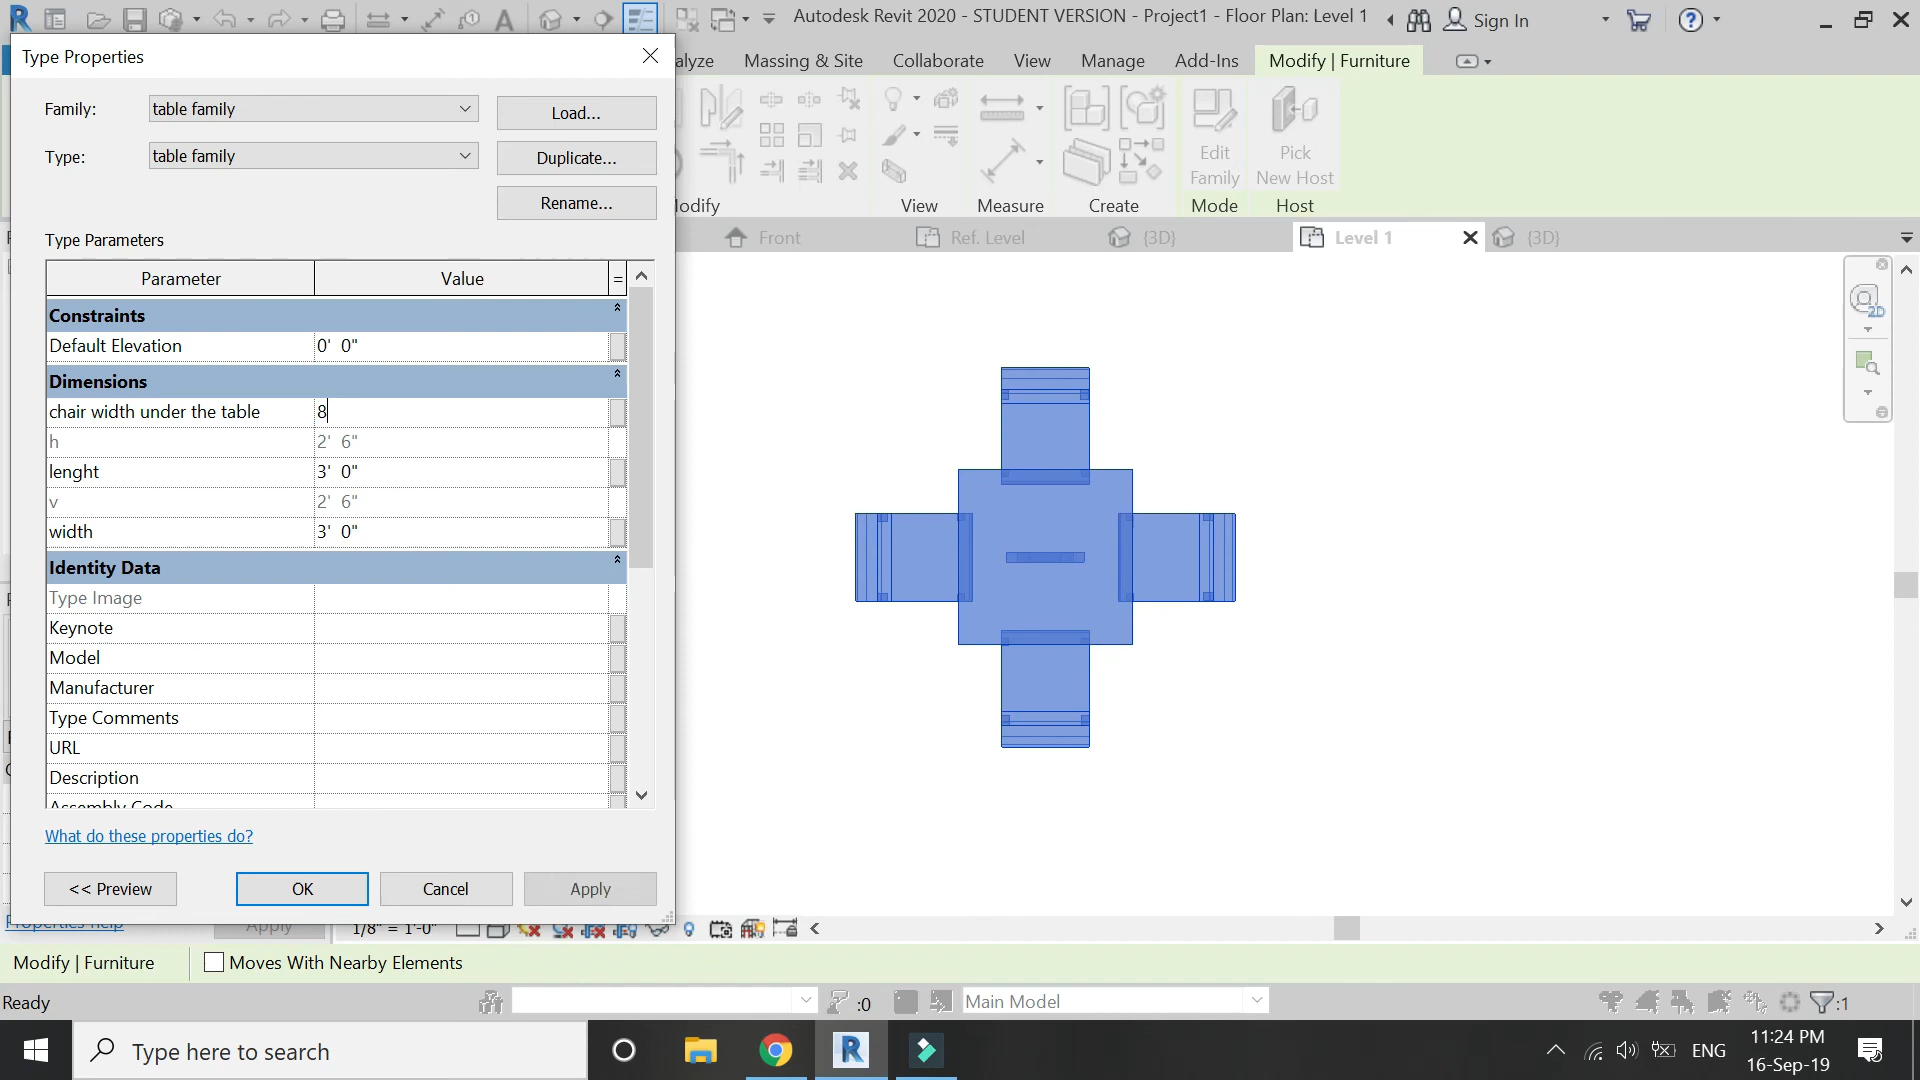 Autodesk Revit 2020 - STUDENT VERSION - Project1 - Floor Plan: Level 1
Sign In
Type Properties
alyze
Massing & Site
Collaborate
View
Manage
Add-Ins
Modify | Furniture
Family:
table family
Load...
Type:
table family
Duplicate...
Rename...
Edit
Family
Pick
New Host
odify
View
Measure
Create
Mode
Host
Type Parameters
Front
Ref. Level
{3D}
Level 1
{3D}
Parameter
Value
=
Constraints
Default Elevation
0' 0"
Dimensions
chair width under the table
8
h
2' 6"
lenght
3' 0"
v
2' 6"
width
3' 0"
Identity Data
Type Image
Keynote
Model
Manufacturer
Type Comments
URL
Description
Assembly Code
2D
What do these properties do?
<< Preview
OK
Cancel
Apply
Properties help
Apply
1/8" = 1'-0"
Modify | Furniture
Moves With Nearby Elements
Ready
:0
Main Model
:1
Type here to search
ENG
11:24 PM
16-Sep-19